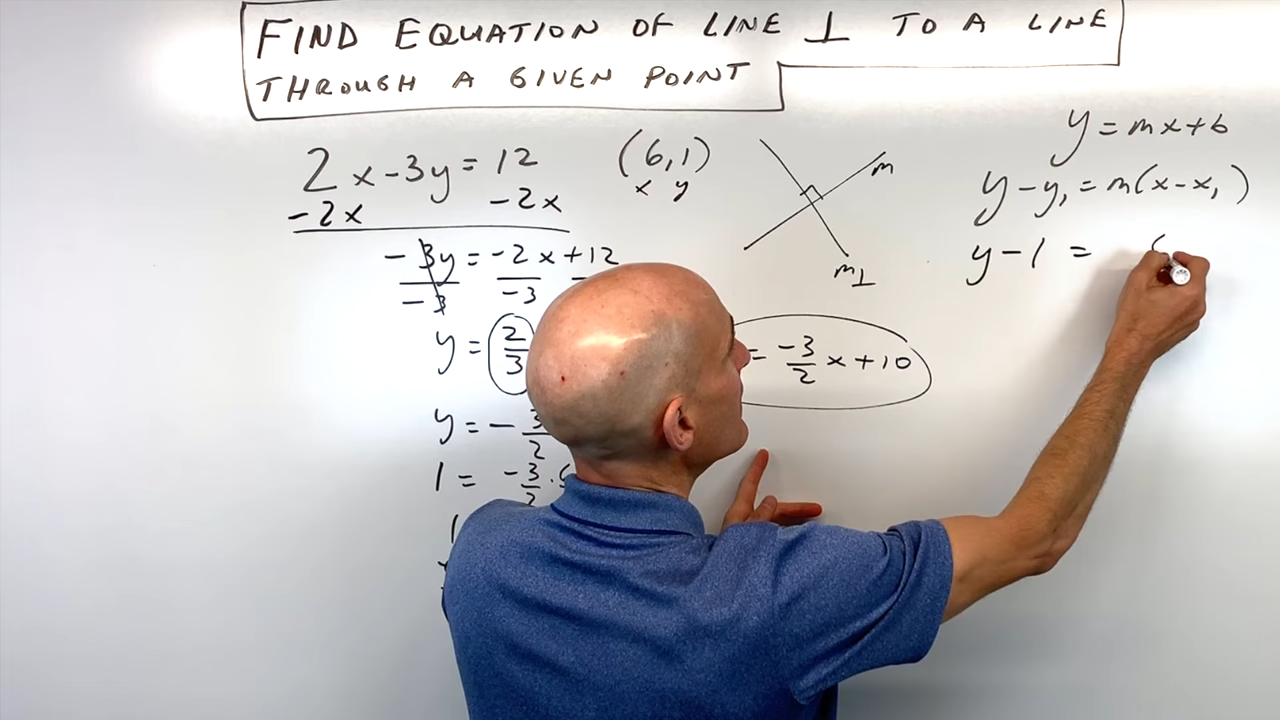 FIND EQUATION OF LINE ⊥ TO A LINE
THROUGH A GIVEN POINT
2x-3y=12
-2x -2x
-3y = -2x+12
-3 -3
y = 2/3
y = -3/2
1 = -3/2 ·
(6,1)
x y
m
m⊥
= -3/2 x+10
y=mx+b
y-y₁=m(x-x₁)
y-1 = (